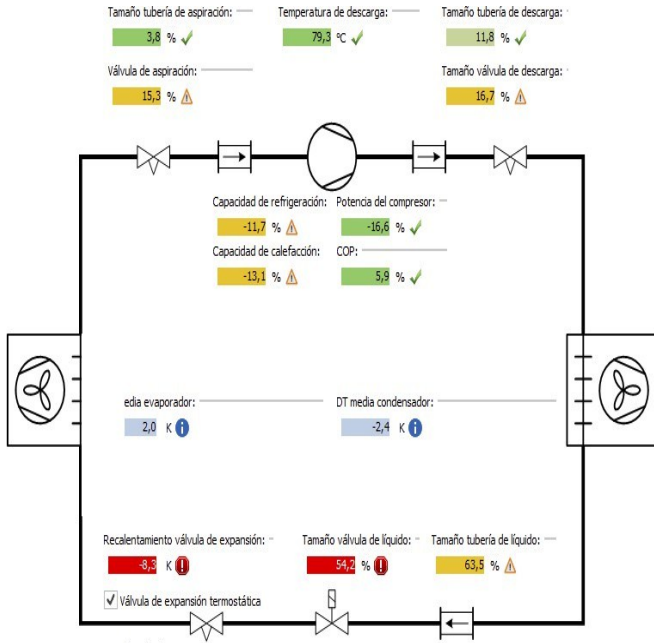 Tamaño tubería de aspiración:
3,8 %
Temperatura de descarga:
79,3 °C
Tamaño tubería de descarga:
11,8 %
Válvula de aspiración:
15,3 %
Tamaño válvula de descarga:
16,7 %
Capacidad de refrigeración:
-11,7 %
Potencia del compresor:
-16,6 %
Capacidad de calefacción:
-13,1 %
COP:
5,9 %
edia evaporador:
2,0 K
DT media condensador:
-2,4 K
Recalentamiento válvula de expansión:
-8,3 K
Tamaño válvula de líquido:
54,2 %
Tamaño tubería de líquido:
63,5 %
Válvula de expansión termostática